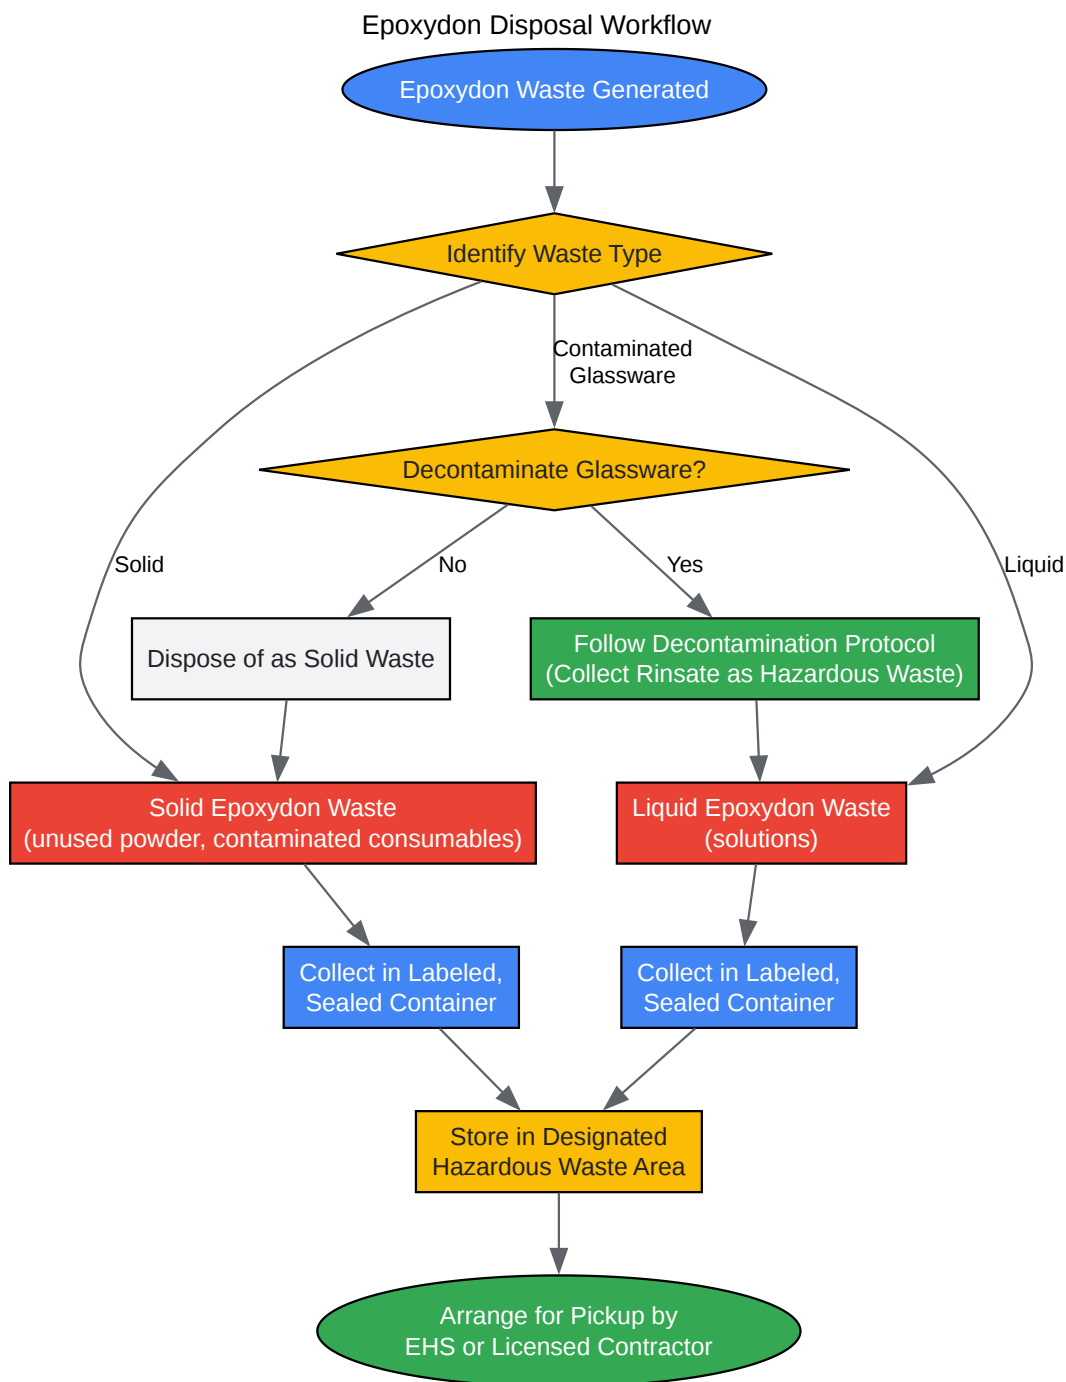 Epoxydon Disposal Workflow
Epoxydon Waste Generated
Identify Waste Type
Contaminated
Glassware
Decontaminate Glassware?
Solid
No
Yes
Liquid
Dispose of as Solid Waste
Follow Decontamination Protocol
(Collect Rinsate as Hazardous Waste)
Solid Epoxydon Waste
(unused powder, contaminated consumables)
Liquid Epoxydon Waste
(solutions)
Collect in Labeled,
Sealed Container
Collect in Labeled,
Sealed Container
Store in Designated
Hazardous Waste Area
Arrange for Pickup by
EHS or Licensed Contractor